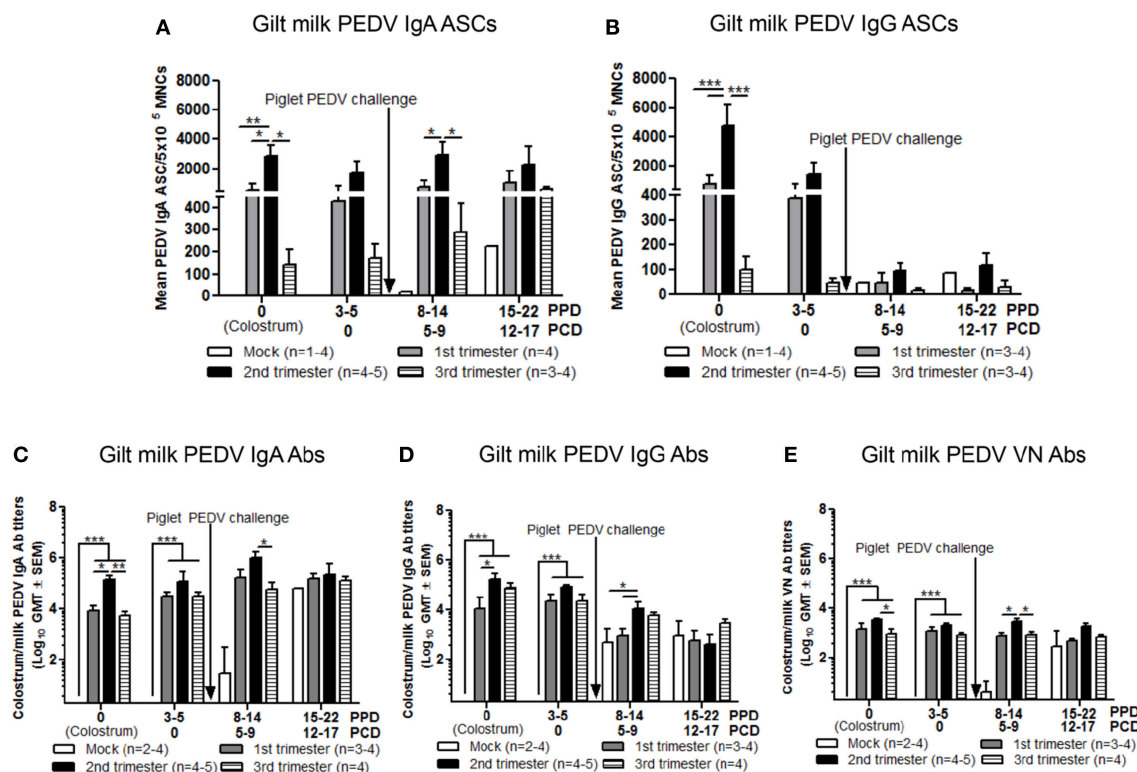 A Gilt milk PEDV IgA ASCs
Mean PEDV IgA ASC/5x10 5 MNCs
8000
6000
4000
2000
400
300
200
100
0
Piglet PEDV challenge
** * *
* *
0 3-5 8-14 15-22 PPD
(Colostrum) 0 5-9 12-17 PCD
Mock (n=1-4) 1st trimester (n=4)
2nd trimester (n=4-5) 3rd trimester (n=3-4)
B Gilt milk PEDV IgG ASCs
Mean PEDV IgG ASC/5x10 5 MNCs
8000
6000
4000
2000
400
300
200
100
0
*** ***
Piglet PEDV challenge
0 3-5 8-14 15-22 PPD
(Colostrum) 0 5-9 12-17 PCD
Mock (n=1-4) 1st trimester (n=3-4)
2nd trimester (n=4-5) 3rd trimester (n=3-4)
C Gilt milk PEDV IgA Abs
Colostrum/milk PEDV IgA Ab titers
(Log10 GMT ± SEM)
8
6
4
2
Piglet PEDV challenge
*** *** *
* **
0 3-5 8-14 15-22 PPD
(Colostrum) 0 5-9 12-17 PCD
Mock (n=2-4) 1st trimester (n=3-4)
2nd trimester (n=4-5) 3rd trimester (n=4)
D Gilt milk PEDV IgG Abs
Colostrum/milk PEDV IgG Ab titers
(Log10 GMT ± SEM)
8
6
4
2
Piglet PEDV challenge
*** *** *
*
0 3-5 8-14 15-22 PPD
(Colostrum) 0 5-9 12-17 PCD
Mock (n=2-4) 1st trimester (n=3-4)
2nd trimester (n=4-5) 3rd trimester (n=4)
E Gilt milk PEDV VN Abs
Colostrum/milk VN Ab titers
(Log10 GMT ± SEM)
8
6
4
2
Piglet PEDV challenge
*** *** * *
*
0 3-5 8-14 15-22 PPD
(Colostrum) 0 5-9 12-17 PCD
Mock (n=2-4) 1st trimester (n=3-4)
2nd trimester (n=4-5) 3rd trimester (n=4)